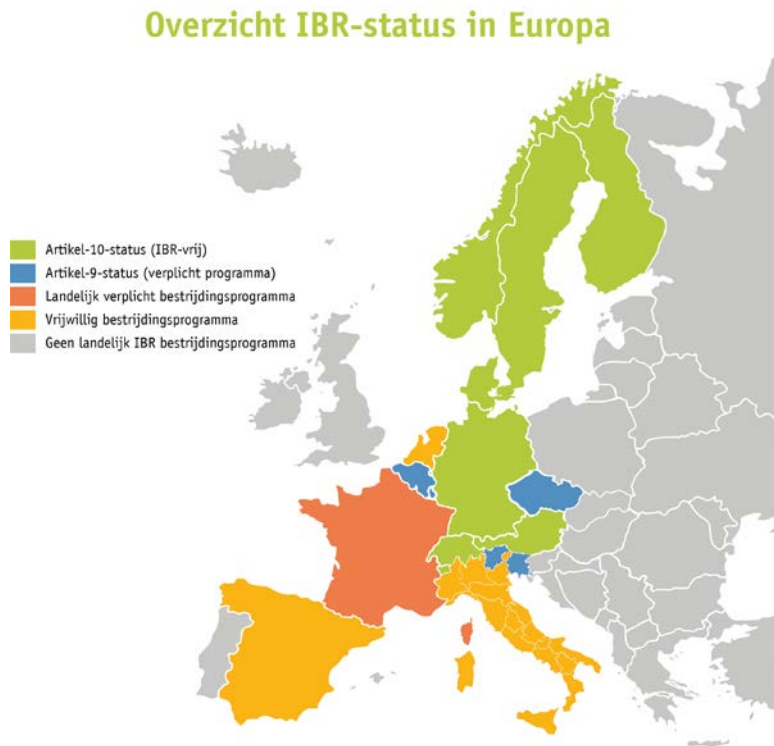 Overzicht IBR-status in Europa
Artikel-10-status (IBR-vrij)
Artikel-9-status (verplicht programma)
Landelijk verplicht bestrijdingsprogramma
Vrijwillig bestrijdingsprogramma
Geen landelijk IBR bestrijdingsprogramma